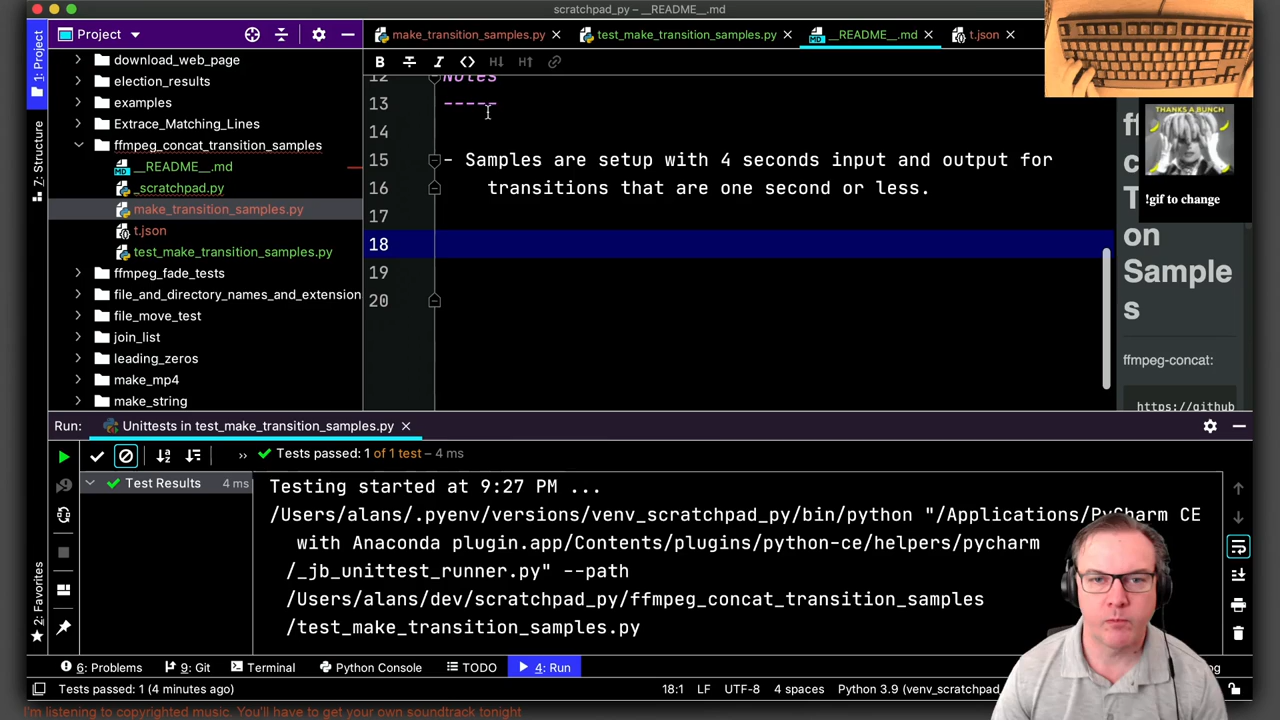 scratchpad_py – __README__.md
Project
make_transition_samples.py
test_make_transition_samples.py
__README__.md
t.json
1: Project
7: Structure
2: Favorites
download_web_page
election_results
examples
Extrace_Matching_Lines
ffmpeg_concat_transition_samples
__README__.md
_scratchpad.py
make_transition_samples.py
t.json
test_make_transition_samples.py
ffmpeg_fade_tests
file_and_directory_names_and_extension
file_move_test
join_list
leading_zeros
make_mp4
make_string
12 Notes
13 -----
14
15 - Samples are setup with 4 seconds input and output for
16 transitions that are one second or less.
17
18
19
20
THANKS A BUNCH
!gif to change
on
Sample
s
ffmpeg-concat:
https://github
Run: Unittests in test_make_transition_samples.py
Tests passed: 1 of 1 test – 4 ms
Test Results 4 ms
Testing started at 9:27 PM ...
/Users/alans/.pyenv/versions/venv_scratchpad_py/bin/python "/Applications/PyCharm CE
with Anaconda plugin.app/Contents/plugins/python-ce/helpers/pycharm
/_jb_unittest_runner.py" --path
/Users/alans/dev/scratchpad_py/ffmpeg_concat_transition_samples
/test_make_transition_samples.py
6: Problems
9: Git
Terminal
Python Console
TODO
4: Run
Tests passed: 1 (4 minutes ago)
18:1 LF UTF-8 4 spaces Python 3.9 (venv_scratchpad
I'm listening to copyrighted music. You'll have to get your own soundtrack tonight